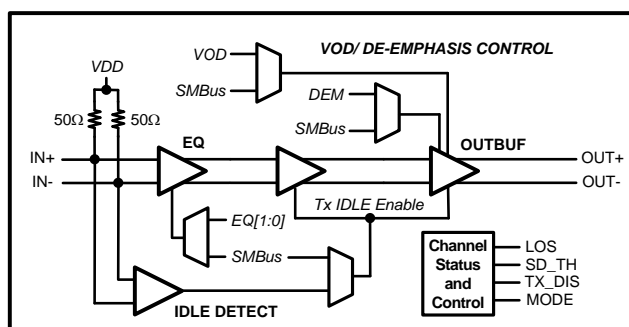 VOD/ DE-EMPHASIS CONTROL
VOD
SMBus
VDD
DEM
SMBus
50Ω
50Ω
EQ
OUTBUF
IN+
IN-
OUT+
OUT-
Tx IDLE Enable
EQ[1:0]
SMBus
IDLE DETECT
Channel
Status
and
Control
LOS
SD_TH
TX_DIS
MODE